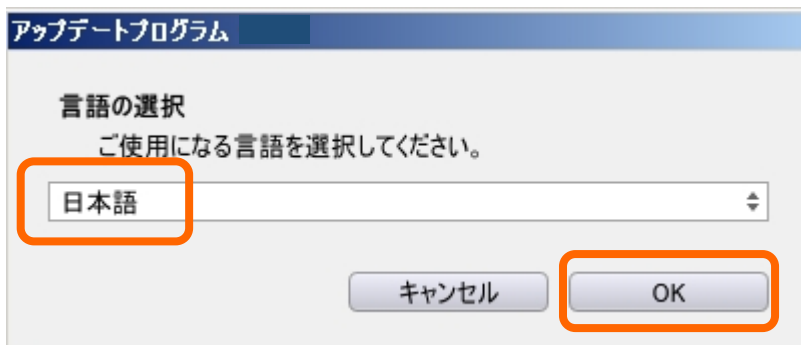 アップデートプログラム
言語の選択
ご使用になる言語を選択してください。
日本語
キャンセル
OK